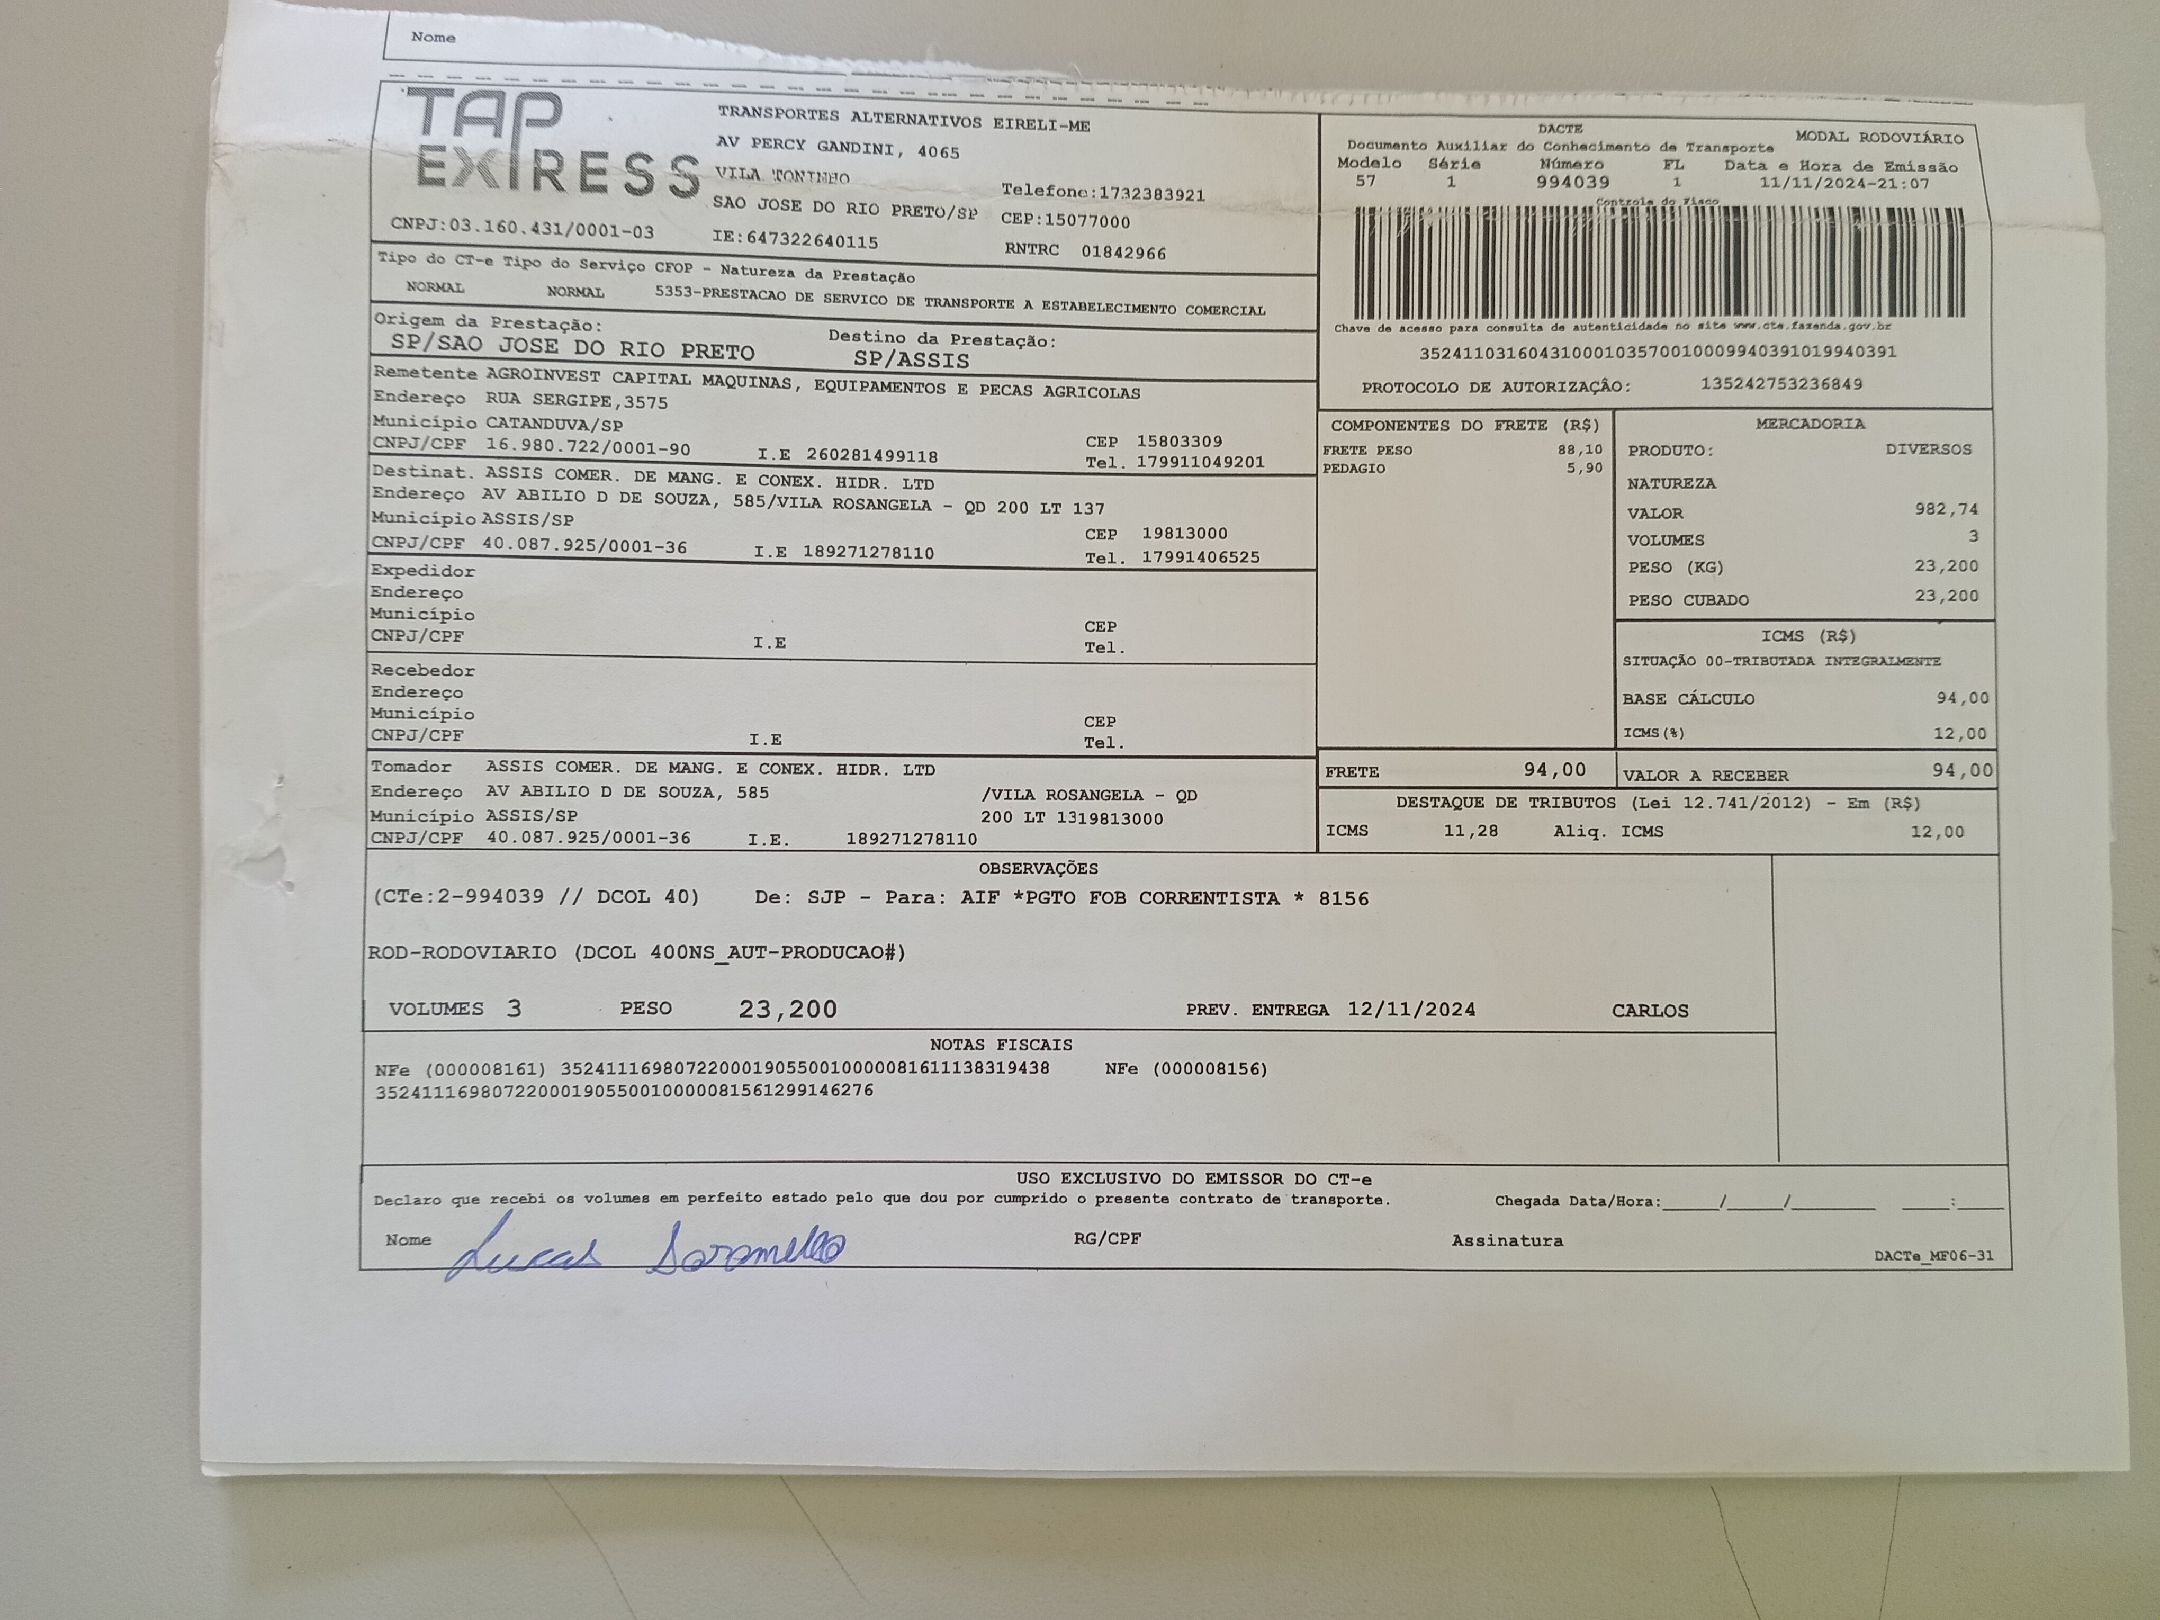 Nome
TAP EXPRESS
TRANSPORTES ALTERNATIVOS EIRELI-ME
AV PERCY GANDINI, 4065
VILA TONINHO
Telefone:1732383921
SAO JOSE DO RIO PRETO/SP CEP:15077000
CNPJ:03.160.431/0001-03 IE:647322640115 RNTRC 01842966
DACTE MODAL RODOVIÁRIO
Documento Auxiliar do Conhecimento de Transporte
Modelo Série Número FL Data e Hora de Emissão
57 1 994039 1 11/11/2024-21:07
Controle do Fisco
Chave de acesso para consulta de autenticidade no site www.cte.fazenda.gov.br
35241103160431000103570010009940391019940391
PROTOCOLO DE AUTORIZAÇÂO: 135242753236849
Tipo do CT-e Tipo do Serviço CFOP - Natureza da Prestação
NORMAL NORMAL 5353-PRESTACAO DE SERVICO DE TRANSPORTE A ESTABELECIMENTO COMERCIAL
Origem da Prestação: Destino da Prestação:
SP/SAO JOSE DO RIO PRETO SP/ASSIS
Remetente AGROINVEST CAPITAL MAQUINAS, EQUIPAMENTOS E PECAS AGRICOLAS
Endereço RUA SERGIPE,3575
Município CATANDUVA/SP CEP 15803309
CNPJ/CPF 16.980.722/0001-90 I.E 260281499118 Tel. 179911049201
Destinat. ASSIS COMER. DE MANG. E CONEX. HIDR. LTD
Endereço AV ABILIO D DE SOUZA, 585/VILA ROSANGELA - QD 200 LT 137
Município ASSIS/SP CEP 19813000
CNPJ/CPF 40.087.925/0001-36 I.E 189271278110 Tel. 17991406525
Expedidor
Endereço
Município CEP
CNPJ/CPF I.E Tel.
Recebedor
Endereço
Município CEP
CNPJ/CPF I.E Tel.
Tomador ASSIS COMER. DE MANG. E CONEX. HIDR. LTD
Endereço AV ABILIO D DE SOUZA, 585 /VILA ROSANGELA - QD
Município ASSIS/SP 200 LT 1319813000
CNPJ/CPF 40.087.925/0001-36 I.E. 189271278110
COMPONENTES DO FRETE (R$)
FRETE PESO 88,10
PEDAGIO 5,90
MERCADORIA
PRODUTO: DIVERSOS
NATUREZA
VALOR 982,74
VOLUMES 3
PESO (KG) 23,200
PESO CUBADO 23,200
ICMS (R$)
SITUAÇÃO 00-TRIBUTADA INTEGRALMENTE
BASE CÁLCULO 94,00
ICMS(%) 12,00
FRETE 94,00 VALOR A RECEBER 94,00
DESTAQUE DE TRIBUTOS (Lei 12.741/2012) - Em (R$)
ICMS 11,28 Aliq. ICMS 12,00
OBSERVAÇÕES
(CTe:2-994039 // DCOL 40) De: SJP - Para: AIF *PGTO FOB CORRENTISTA * 8156
ROD-RODOVIARIO (DCOL 400NS_AUT-PRODUCAO#)
VOLUMES 3 PESO 23,200 PREV. ENTREGA 12/11/2024 CARLOS
NOTAS FISCAIS
NFe (000008161) 35241116980722000190550010000081611138319438 NFe (000008156)
35241116980722000190550010000081561299146276
USO EXCLUSIVO DO EMISSOR DO CT-e
Declaro que recebi os volumes em perfeito estado pelo que dou por cumprido o presente contrato de transporte. Chegada Data/Hora:_____/_____/_______ ____:____
Nome Lucas RG/CPF Assinatura
DACTe_MF06-31